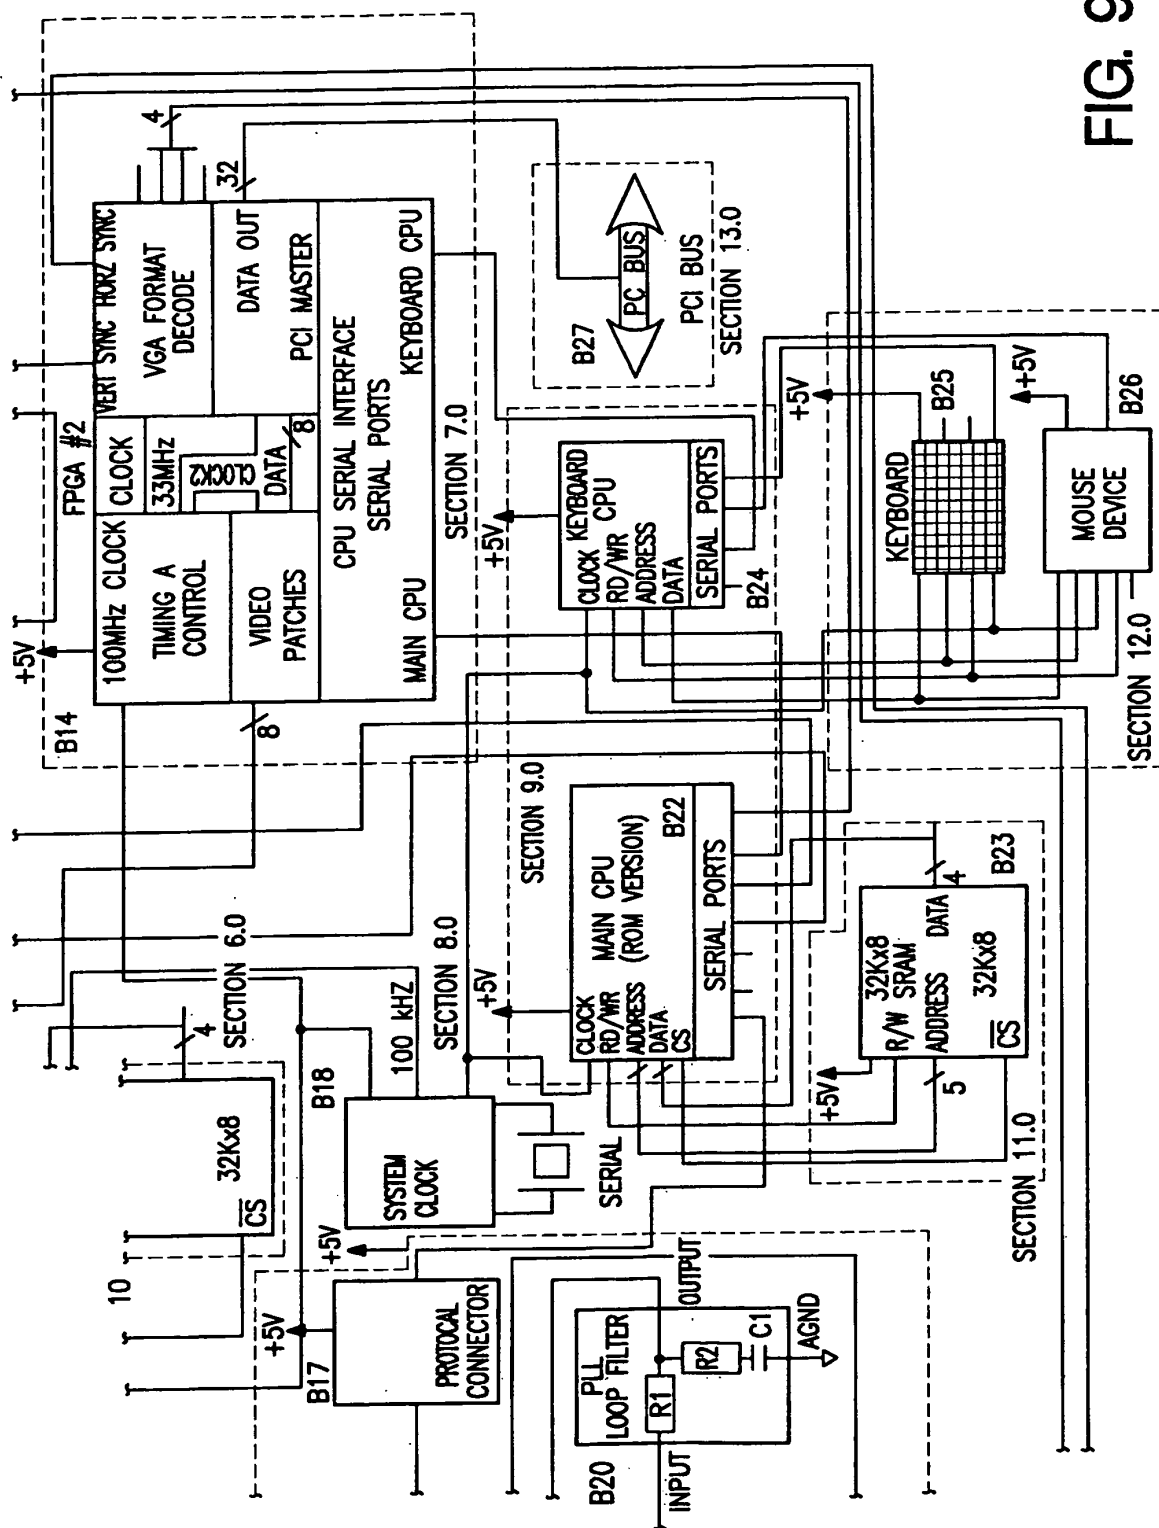 FIG. 9
+5V
B14
FPGA #2
100MHz CLOCK
TIMING A
CONTROL
VIDEO
PATCHES
CLOCK
33MHz
CLOCK2
DATA
8
VERT SYNC HORZ SYNC
VGA FORMAT
DECODE
DATA OUT
PCI MASTER
CPU SERIAL INTERFACE
SERIAL PORTS
MAIN CPU
KEYBOARD CPU
4
32
8
SECTION 7.0
10
32Kx8
CS
4
SECTION 6.0
B18
SYSTEM
CLOCK
100 kHZ
SERIAL
SECTION 8.0
+5V
B17
PROTOCAL
CONNECTOR
+5V
SECTION 9.0
+5V
CLOCK
RD/WR
ADDRESS
DATA
CS
MAIN CPU
(ROM VERSION)
B22
SERIAL PORTS
+5V
CLOCK
KEYBOARD
CPU
RD/WR
ADDRESS
DATA
SERIAL PORTS
B24
B27
PC BUS
PCI BUS
SECTION 13.0
+5V
KEYBOARD
B25
+5V
MOUSE
DEVICE
B26
SECTION 12.0
+5V
32Kx8
R/W SRAM
ADDRESS
DATA
32Kx8
CS
4
5
B23
SECTION 11.0
B20
PLL
LOOP FILTER
R1
R2
C1
INPUT
OUTPUT
AGND